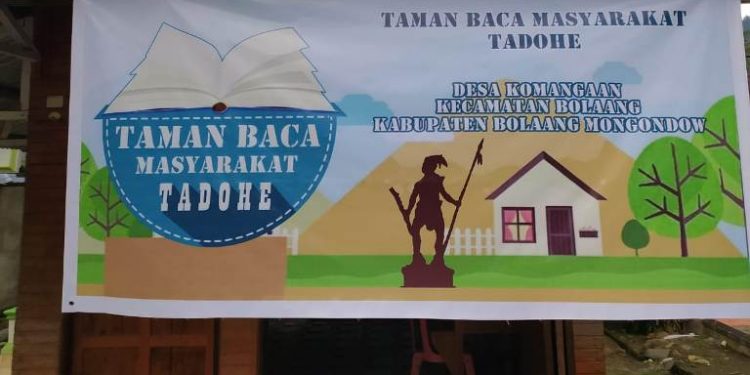 TAMAN BACA MASYARAKAT
TADOHE
DESA KOMANGAAN
KECAMATAN BOLAANG
KABUPATEN BOLAANG MONGONDOW
TAMAN BACA
MASYARAKAT
TADOHE